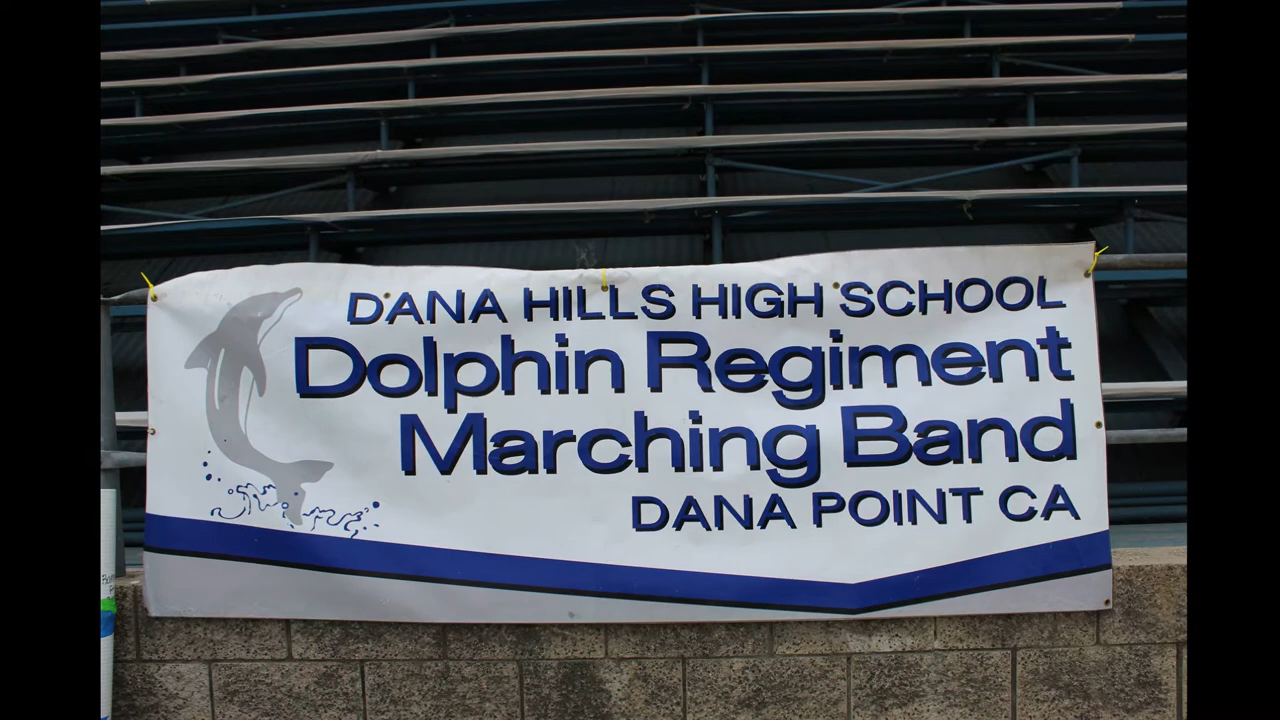 DANA HILLS HIGH SCHOOL
Dolphin Regiment
Marching Band
DANA POINT CA